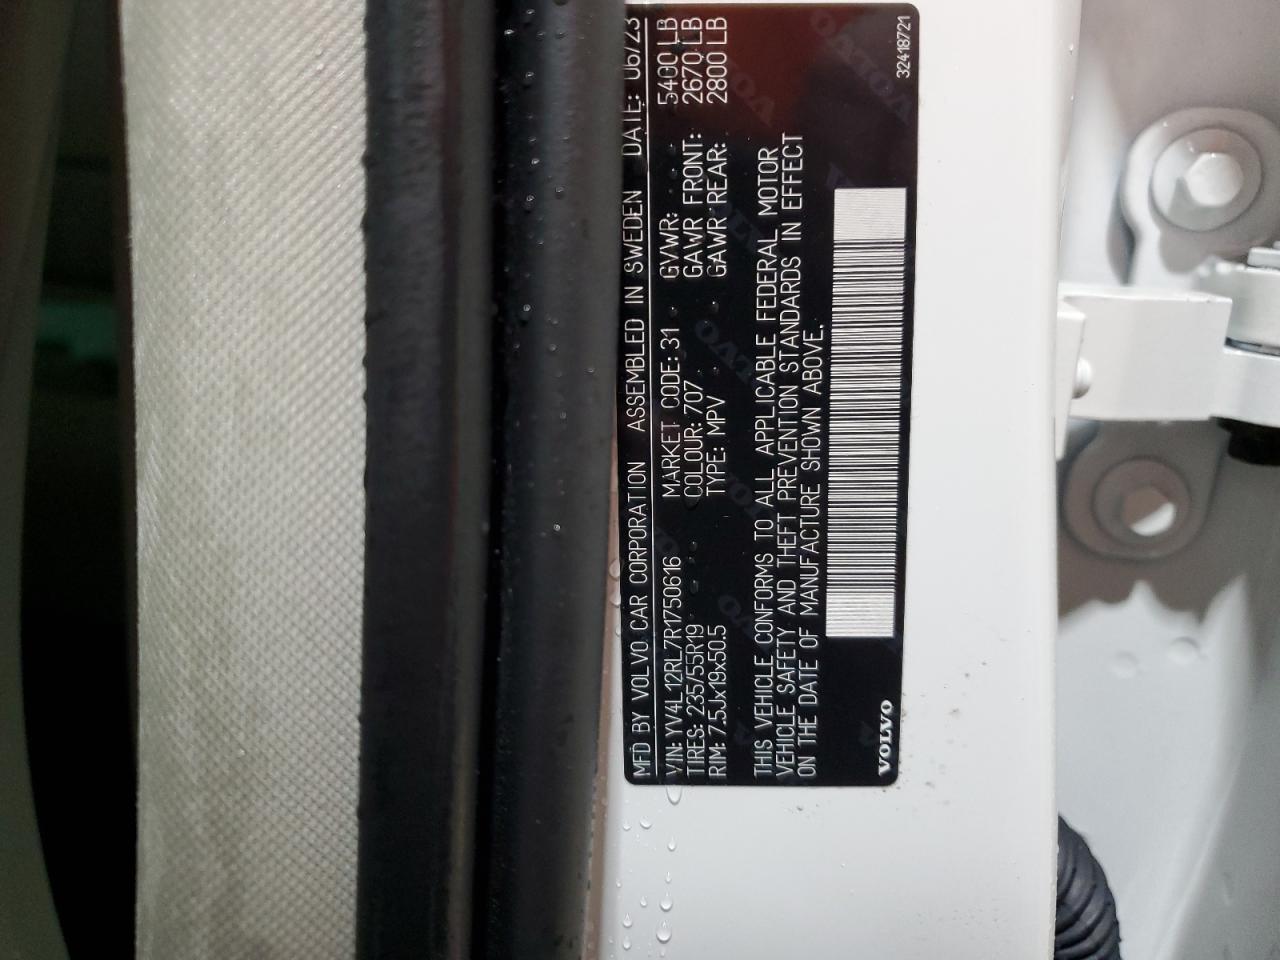 MFD BY VOLVO CAR CORPORATION ASSEMBLED IN SWEDEN DATE: 06/23
VIN: YV4L12RL7R1750616 MARKET CODE: 31 GVWR: 5400 LB
TIRES: 235/55R19 COLOUR: 707 GAWR FRONT: 2670 LB
RIM: 7.5Jx19x50.5 TYPE: MPV GAWR REAR: 2800 LB
THIS VEHICLE CONFORMS TO ALL APPLICABLE FEDERAL MOTOR
VEHICLE SAFETY AND THEFT PREVENTION STANDARDS IN EFFECT
ON THE DATE OF MANUFACTURE SHOWN ABOVE.
VOLVO
32418721